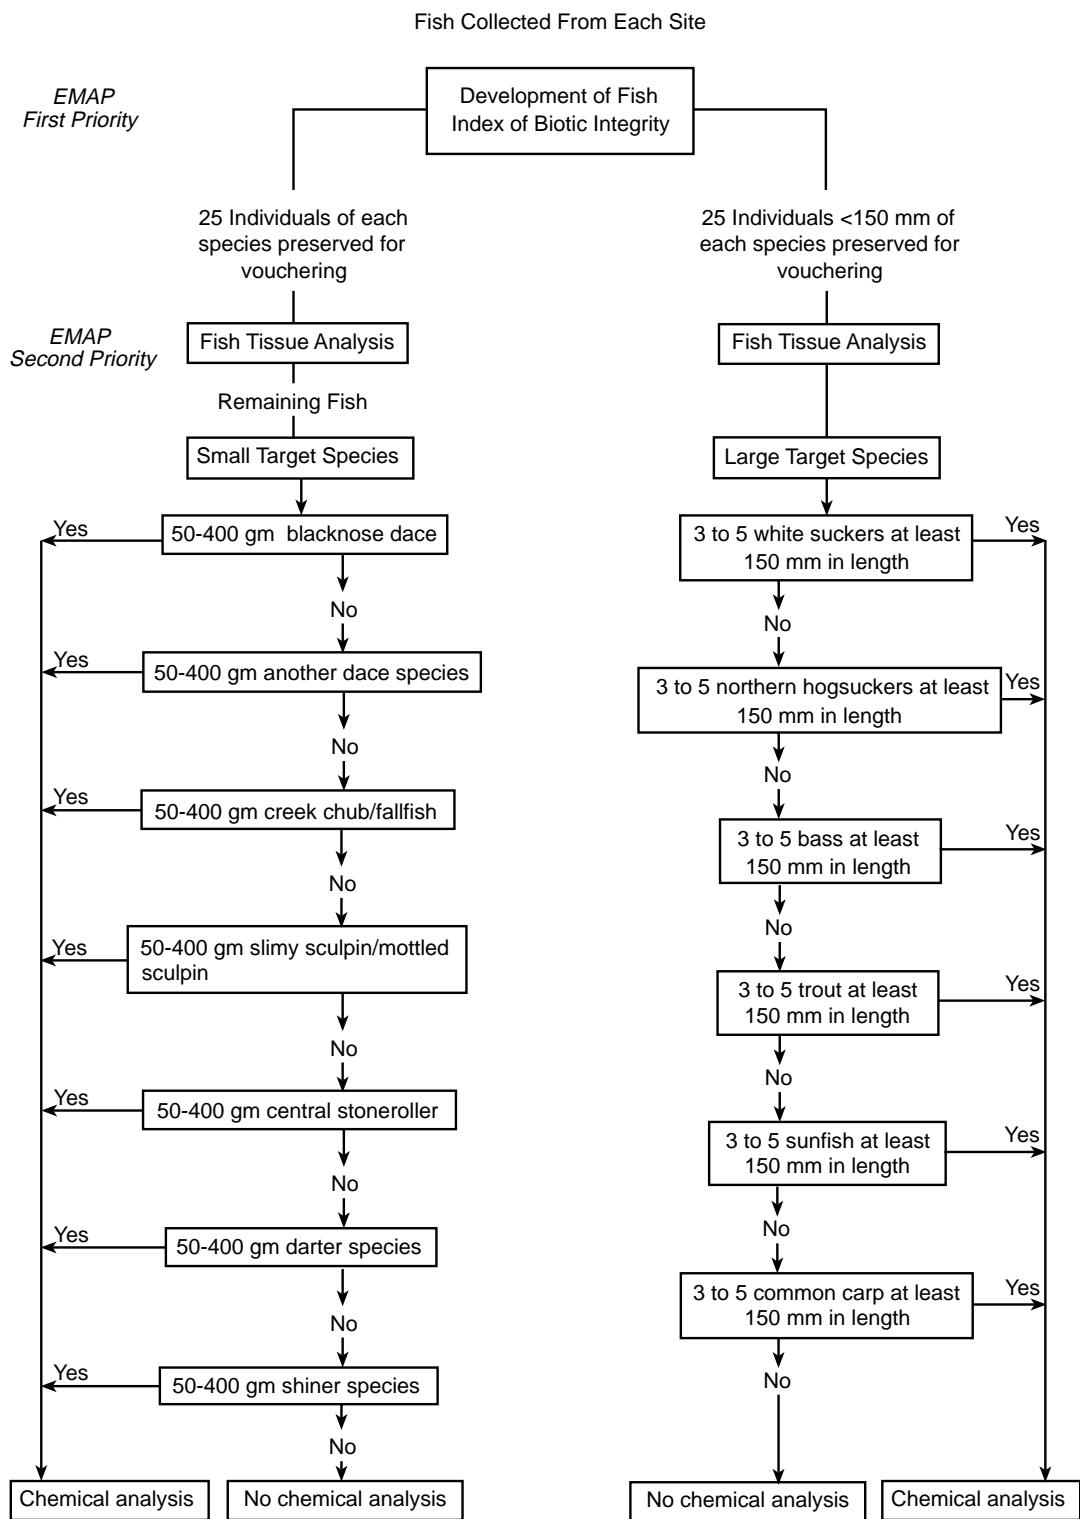 Fish Collected From Each Site
EMAP
First Priority
Development of Fish
Index of Biotic Integrity
25 Individuals of each
species preserved for
vouchering
25 Individuals <150 mm of
each species preserved for
vouchering
EMAP
Second Priority
Fish Tissue Analysis
Fish Tissue Analysis
Remaining Fish
Small Target Species
Large Target Species
Yes
50-400 gm blacknose dace
No
Yes
50-400 gm another dace species
No
Yes
50-400 gm creek chub/fallfish
No
Yes
50-400 gm slimy sculpin/mottled
sculpin
No
Yes
50-400 gm central stoneroller
No
Yes
50-400 gm darter species
No
Yes
50-400 gm shiner species
No
Chemical analysis
No chemical analysis
3 to 5 white suckers at least
150 mm in length
Yes
No
3 to 5 northern hogsuckers at least
150 mm in length
Yes
No
3 to 5 bass at least
150 mm in length
Yes
No
3 to 5 trout at least
150 mm in length
Yes
No
3 to 5 sunfish at least
150 mm in length
Yes
No
3 to 5 common carp at least
150 mm in length
Yes
No
No chemical analysis
Chemical analysis